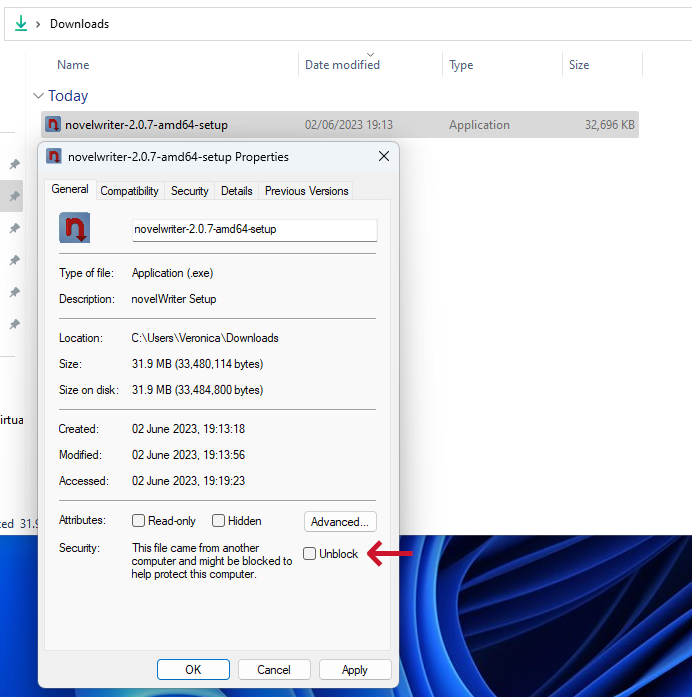 Downloads
Name Date modified Type Size
Today
novelwriter-2.0.7-amd64-setup 02/06/2023 19:13 Application 32,696 KB
novelwriter-2.0.7-amd64-setup Properties
General Compatibility Security Details Previous Versions
novelwriter-2.0.7-amd64-setup
Type of file: Application (.exe)
Description: novelWriter Setup
Location: C:\Users\Veronica\Downloads
Size: 31.9 MB (33,480,114 bytes)
Size on disk: 31.9 MB (33,484,800 bytes)
irtua
Created: 02 June 2023, 19:13:18
Modified: 02 June 2023, 19:13:56
Accessed: 02 June 2023, 19:19:23
Attributes: Read-only Hidden Advanced...
ted 31.9
Security: This file came from another
computer and might be blocked to
help protect this computer.
Unblock
OK Cancel Apply